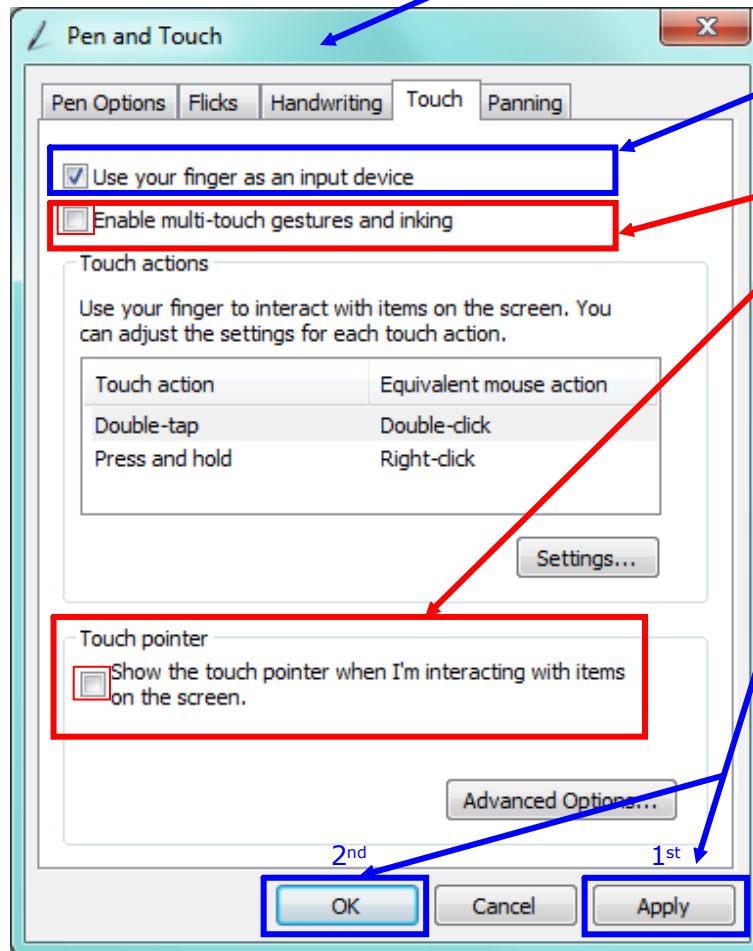 Pen and Touch
Pen Options Flicks Handwriting Touch Panning
Use your finger as an input device
Enable multi-touch gestures and inking
Touch actions
Use your finger to interact with items on the screen. You
can adjust the settings for each touch action.
Touch action Equivalent mouse action
Double-tap Double-click
Press and hold Right-click
Settings...
Touch pointer
Show the touch pointer when I'm interacting with items
on the screen.
Advanced Options...
2nd 1st
OK Cancel Apply